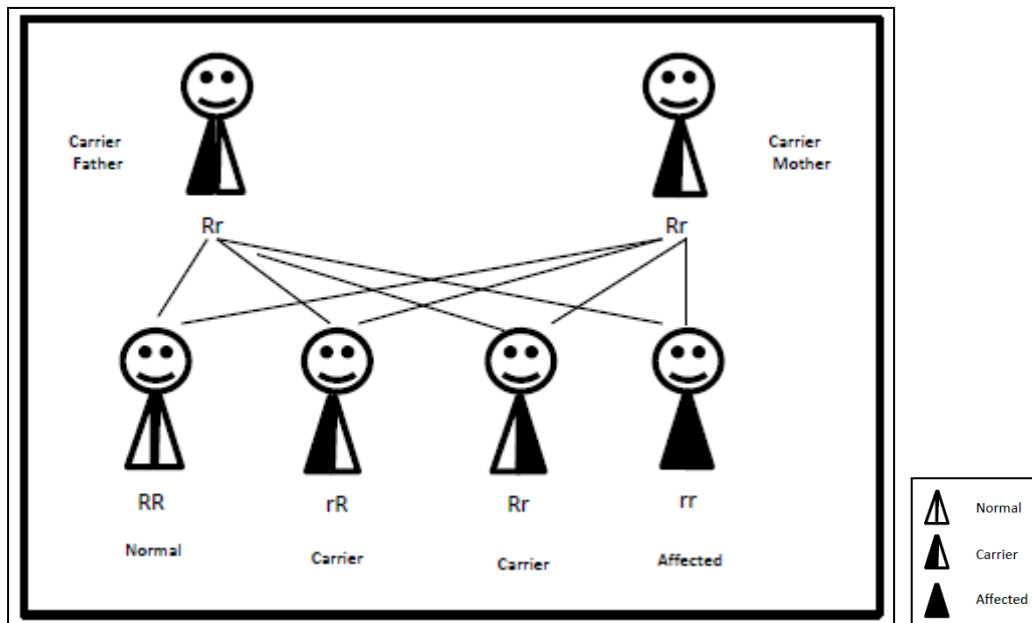 Carrier
Father
Carrier
Mother
Rr
Rr
RR
rR
Rr
rr
Normal
Carrier
Carrier
Affected
Normal
Carrier
Affected